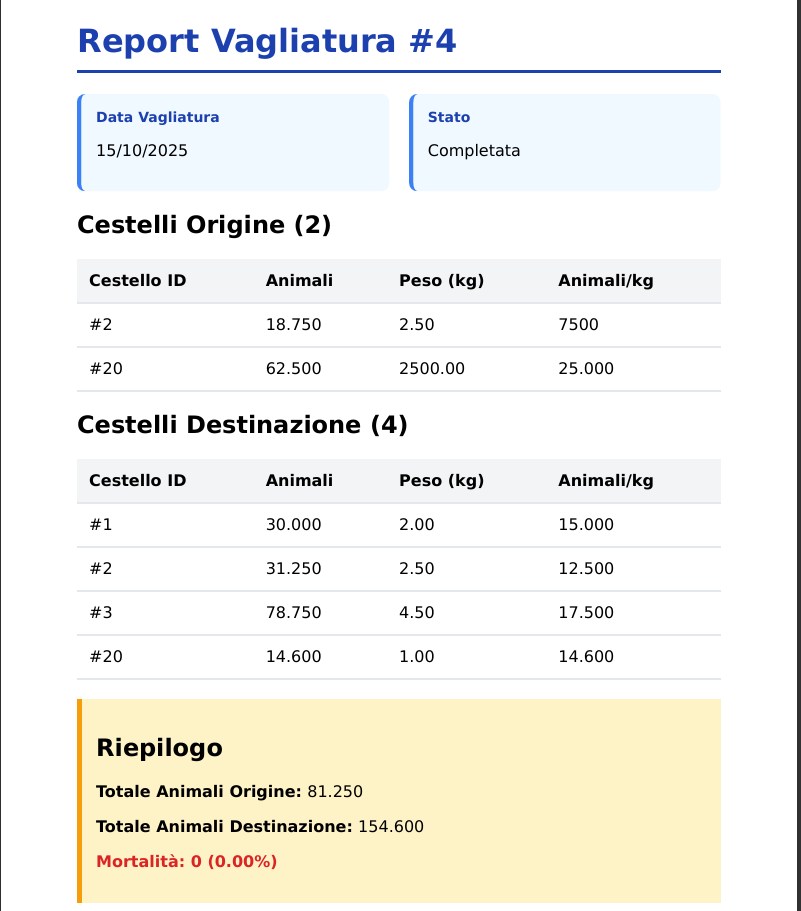 Report Vagliatura #4
Data Vagliatura
15/10/2025
Stato
Completata
Cestelli Origine (2)
Cestello ID Animali Peso (kg) Animali/kg
#2 18.750 2.50 7500
#20 62.500 2500.00 25.000
Cestelli Destinazione (4)
Cestello ID Animali Peso (kg) Animali/kg
#1 30.000 2.00 15.000
#2 31.250 2.50 12.500
#3 78.750 4.50 17.500
#20 14.600 1.00 14.600
Riepilogo
Totale Animali Origine: 81.250
Totale Animali Destinazione: 154.600
Mortalità: 0 (0.00%)